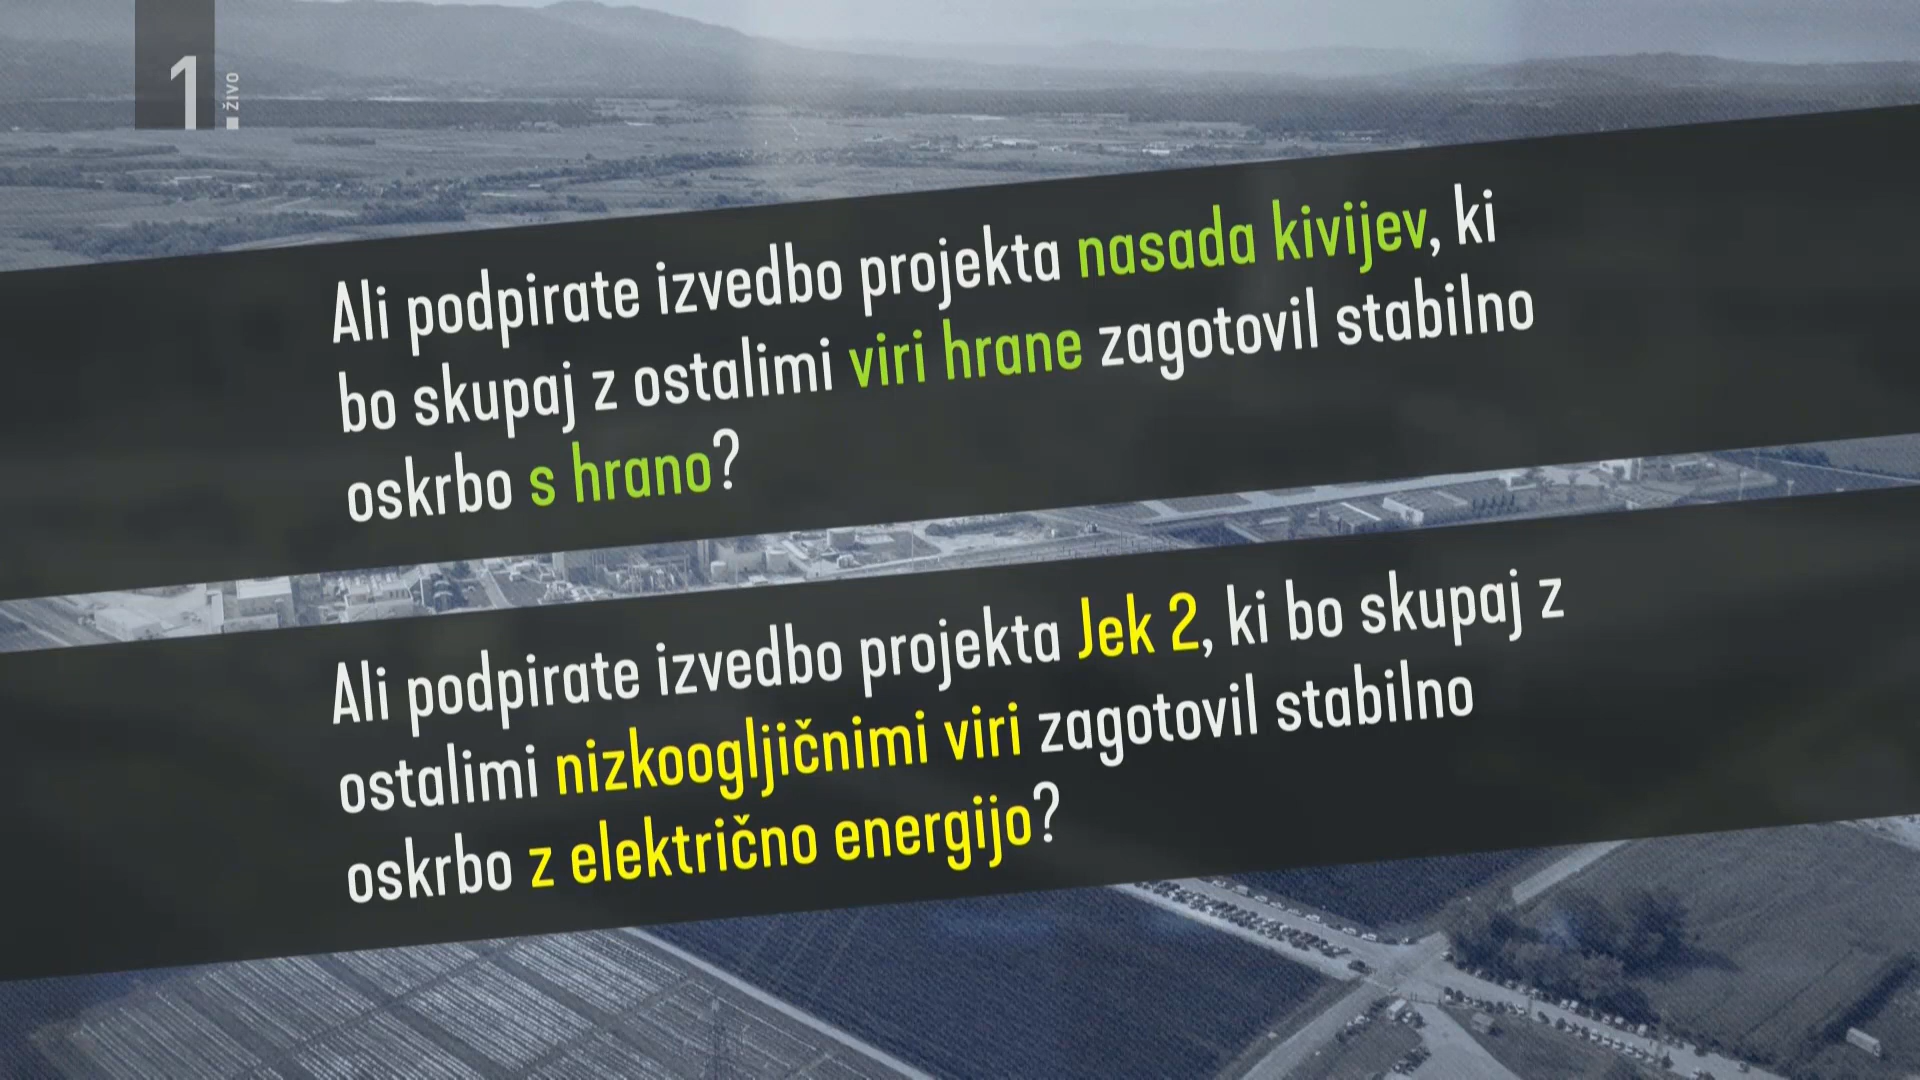 1
živo
Ali podpirate izvedbo projekta nasada kivijev, ki
bo skupaj z ostalimi viri hrane zagotovil stabilno
oskrbo s hrano?
Ali podpirate izvedbo projekta Jek 2, ki bo skupaj z
ostalimi nizkoogljičnimi viri zagotovil stabilno
oskrbo z električno energijo?